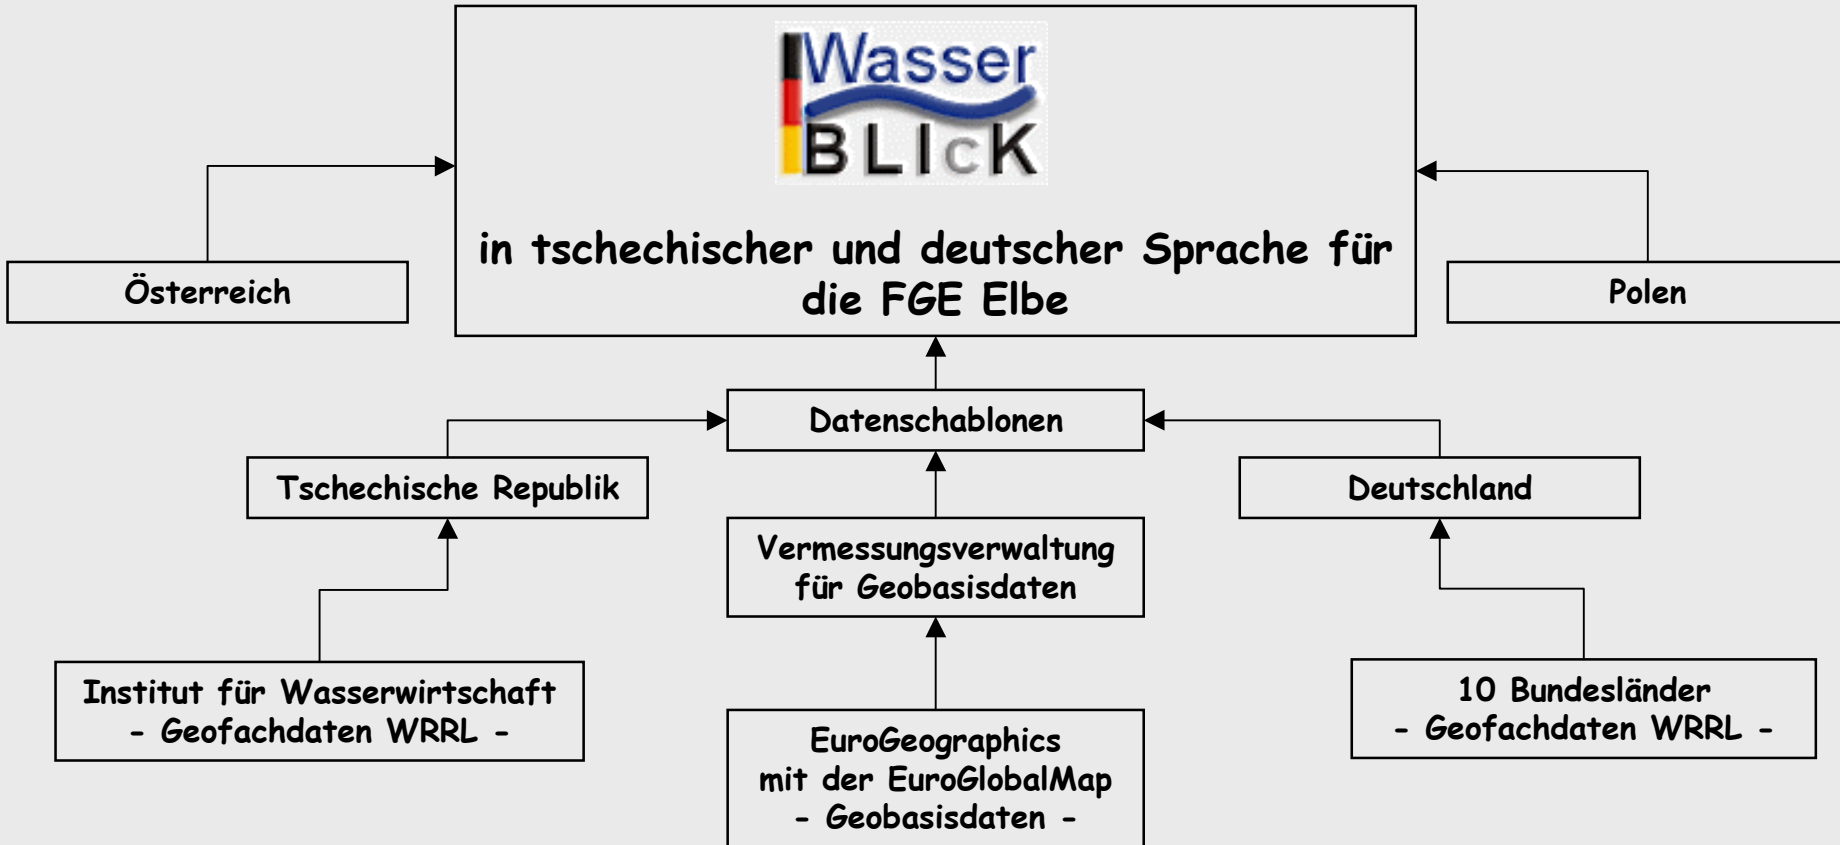 Wasser
BLIcK
in tschechischer und deutscher Sprache für
die FGE Elbe
Österreich
Polen
Datenschablonen
Tschechische Republik
Deutschland
Vermessungsverwaltung
für Geobasisdaten
Institut für Wasserwirtschaft
- Geofachdaten WRRL -
10 Bundesländer
- Geofachdaten WRRL -
EuroGeographics
mit der EuroGlobalMap
- Geobasisdaten -